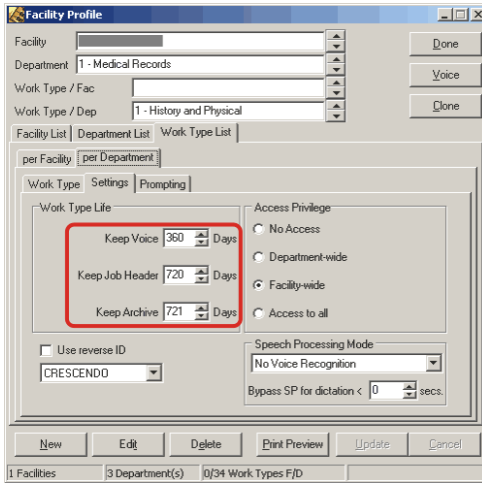 Facility Profile
Facility
Done
Department 1 - Medical Records
Voice
Work Type / Fac
Work Type / Dep 1 - History and Physical
Clone
Facility List Department List Work Type List
per Facility per Department
Work Type Settings Prompting
Work Type Life
Access Privilege
Keep Voice 360 Days
No Access
Department-wide
Keep Job Header 720 Days
Facility-wide
Keep Archive 721 Days
Access to all
Use reverse ID
Speech Processing Mode
CRESCENDO
No Voice Recognition
Bypass SP for dictation < 0 secs.
New Edit Delete Print Preview Update Cancel
1 Facilities 3 Department(s) 0/34 Work Types F/D